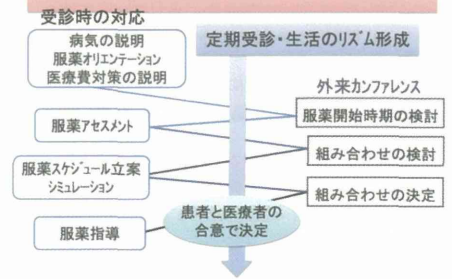 受診時の対応
病気の説明
服薬オリエンテーション
医療費対策の説明
定期受診・生活のリズム形成
外来カンファレンス
服薬開始時期の検討
服薬アセスメント
組み合わせの検討
服薬スケジュール立案
シミュレーション
組み合わせの決定
患者と医療者の
合意で決定
服薬指導